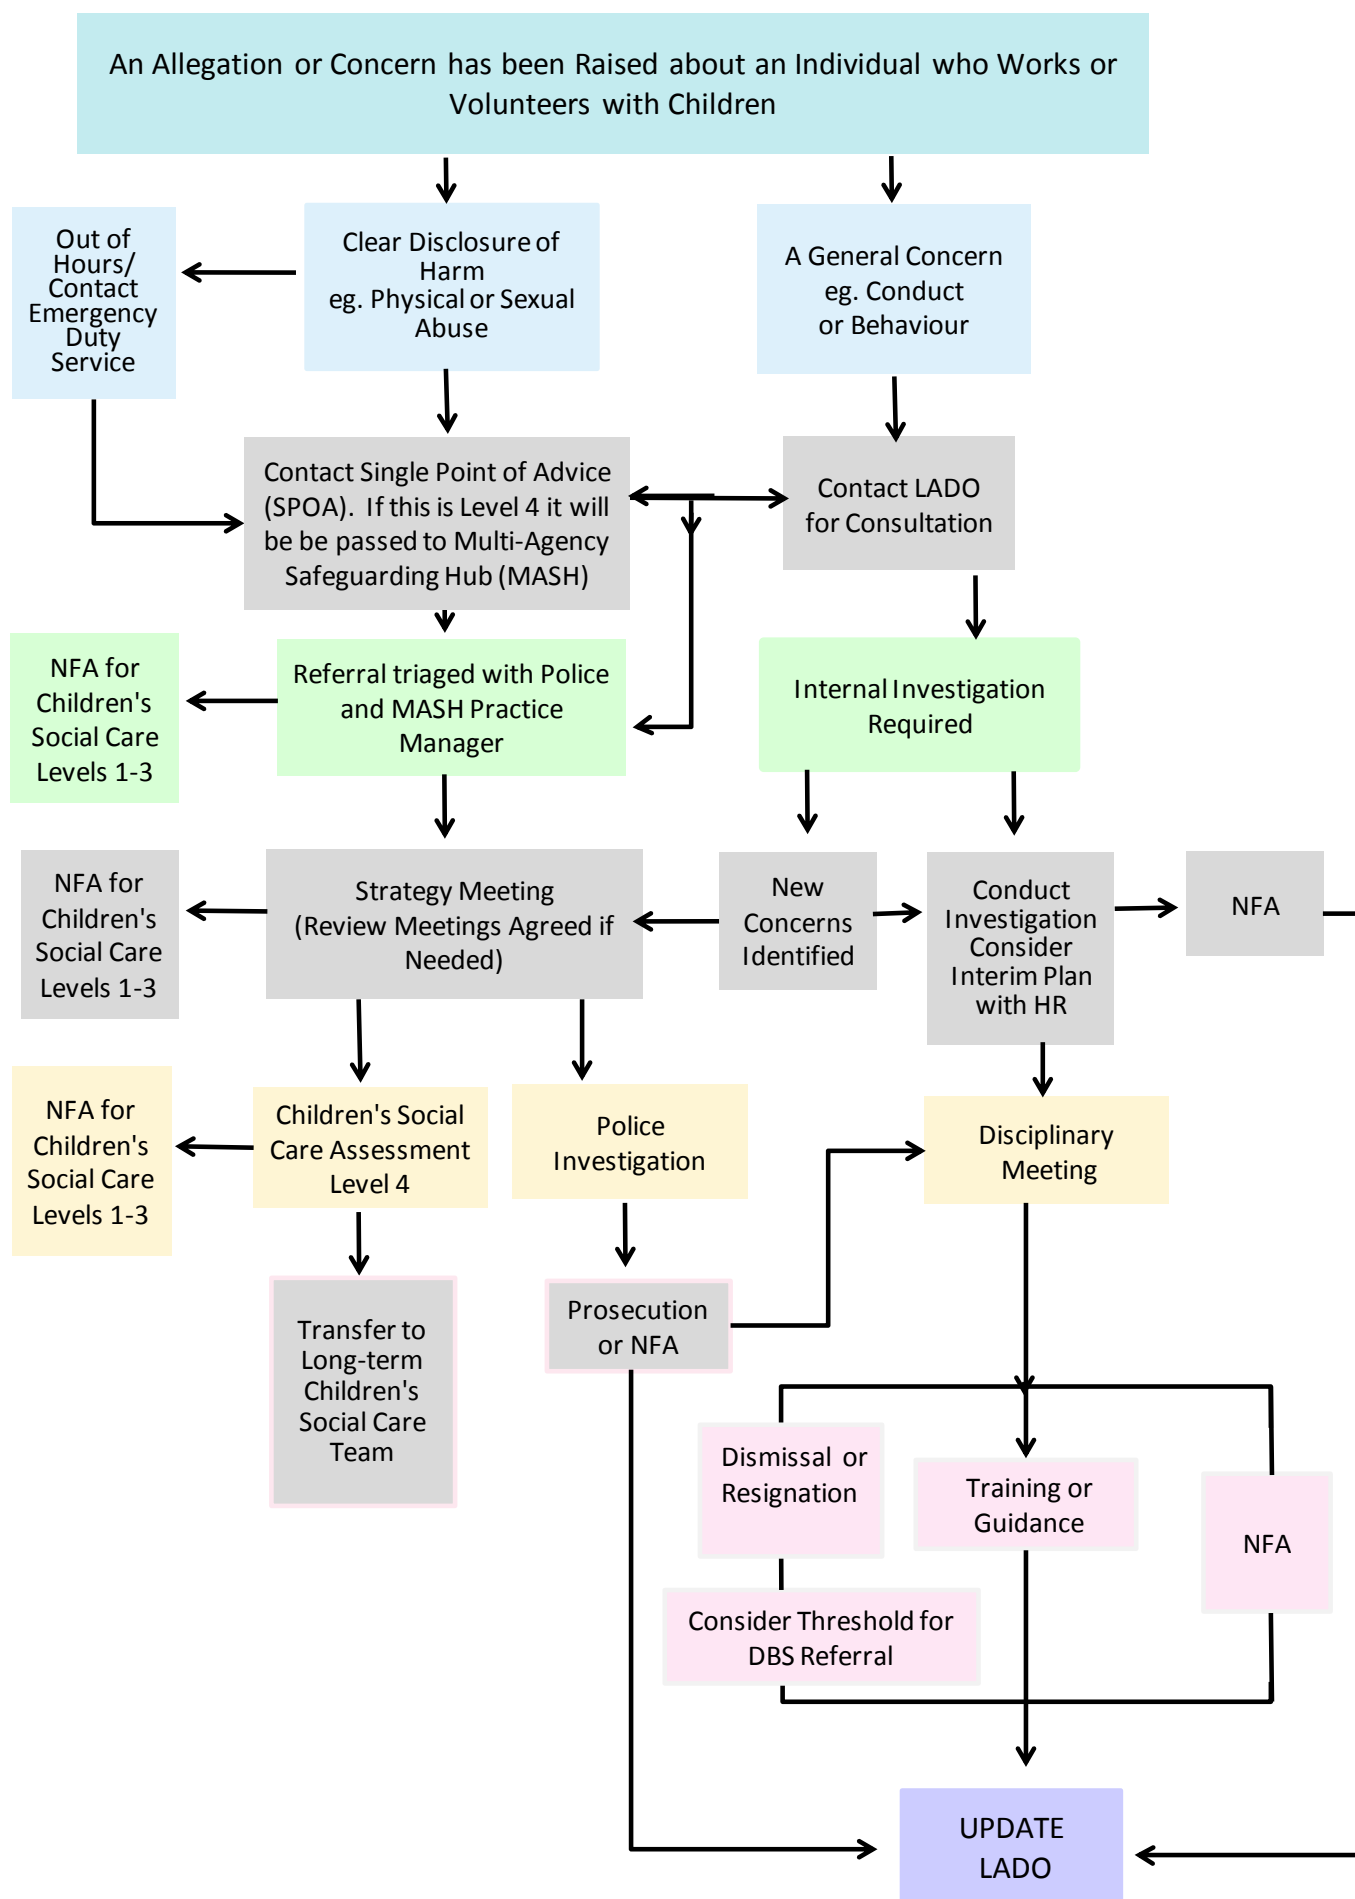 An Allegation or Concern has been Raised about an Individual who Works or
Volunteers with Children
Out of
Hours/
Contact
Emergency
Duty
Service
Clear Disclosure of
Harm
eg. Physical or Sexual
Abuse
A General Concern
eg. Conduct
or Behaviour
Contact Single Point of Advice
(SPOA). If this is Level 4 it will
be be passed to Multi-Agency
Safeguarding Hub (MASH)
Contact LADO
for Consultation
NFA for
Children's
Social Care
Levels 1-3
Referral triaged with Police
and MASH Practice
Manager
Internal Investigation
Required
NFA for
Children's
Social Care
Levels 1-3
Strategy Meeting
(Review Meetings Agreed if
Needed)
New
Concerns
Identified
Conduct
Investigation
Consider
Interim Plan
with HR
NFA
NFA for
Children's
Social Care
Levels 1-3
Children's Social
Care Assessment
Level 4
Police
Investigation
Disciplinary
Meeting
Transfer to
Long-term
Children's
Social Care
Team
Prosecution
or NFA
Dismissal or
Resignation
Training or
Guidance
NFA
Consider Threshold for
DBS Referral
UPDATE
LADO